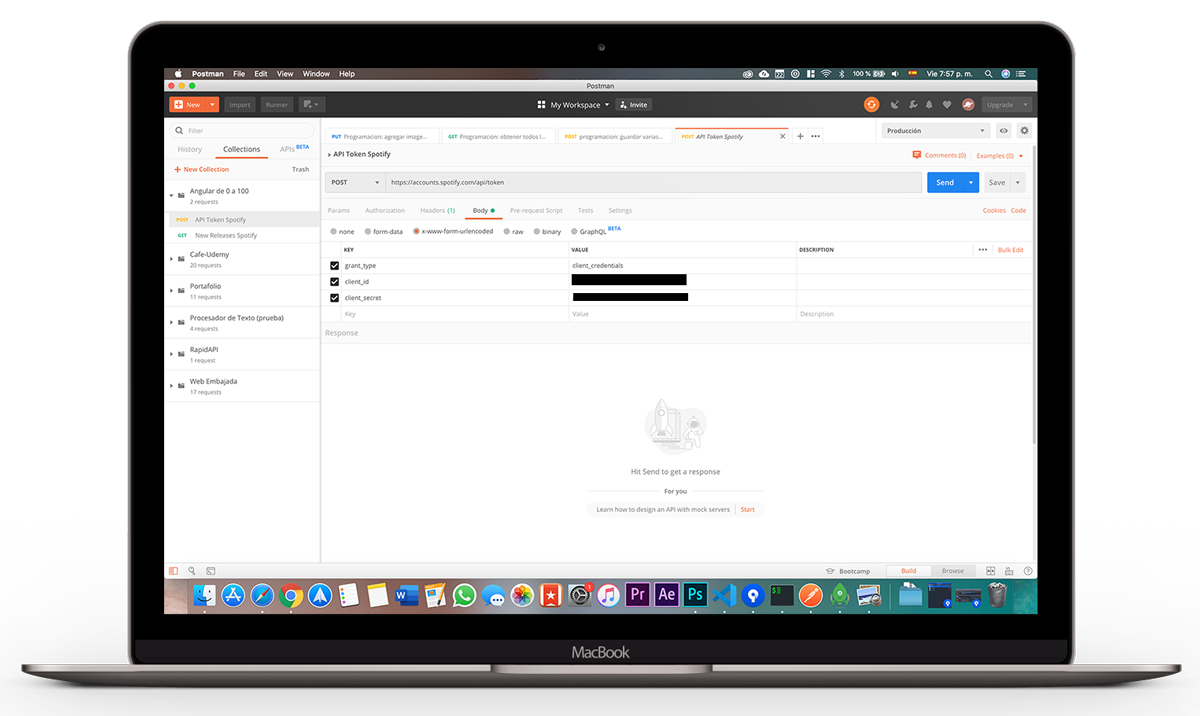 Postman File Edit View Window Help 100 % Vie 7:57 p. m.
Postman
New Import Runner My Workspace Invite Upgrade
Filter
History Collections APIs BETA
New Collection Trash
Angular de 0 a 100
2 requests
POST API Token Spotify
GET New Releases Spotify
Cafe-Udemy
20 requests
Portafolio
11 requests
Procesador de Texto (prueba)
4 requests
RapidAPI
1 request
Web Embajada
17 requests
PUT Programacion: agregar image... GET Programacion: obtener todos l... POST programacion: guardar varias... POST API Token Spotify Producción
API Token Spotify Comments (0) Examples (0)
POST https://accounts.spotify.com/api/token Send Save
Params Authorization Headers (1) Body Pre-request Script Tests Settings Cookies Code
none form-data x-www-form-urlencoded raw binary GraphQL BETA
KEY VALUE DESCRIPTION Bulk Edit
grant_type client_credentials
client_id
client_secret
Key Value Description
Response
Hit Send to get a response
For you
Learn how to design an API with mock servers Start
Bootcamp Build Browse
W 1 Pr Ae Ps $
MacBook